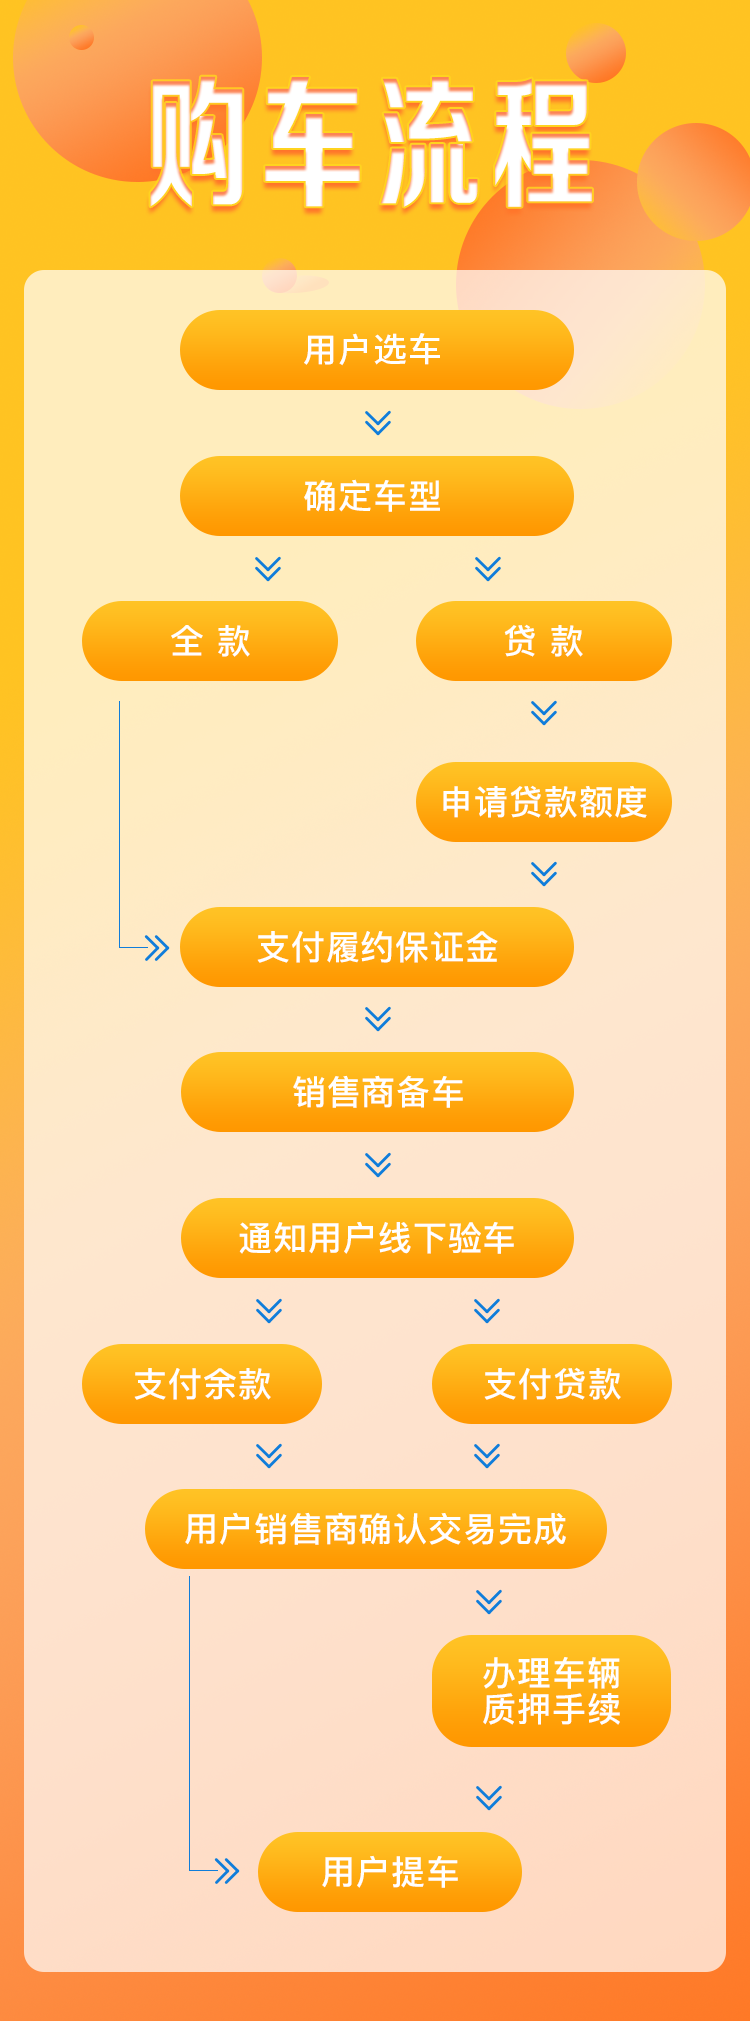 购车流程
用户选车
确定车型
全 款
贷 款
申请贷款额度
支付履约保证金
销售商备车
通知用户线下验车
支付余款
支付贷款
用户销售商确认交易完成
办理车辆
质押手续
用户提车